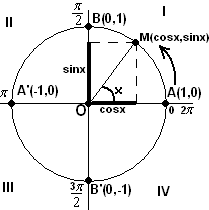 II
π/2
B(0,1)
I
M(cosx,sinx)
sinx
x
π
A'(-1,0)
A(1,0)
O
cosx
0 2π
III
3π/2
B'(0,-1)
IV